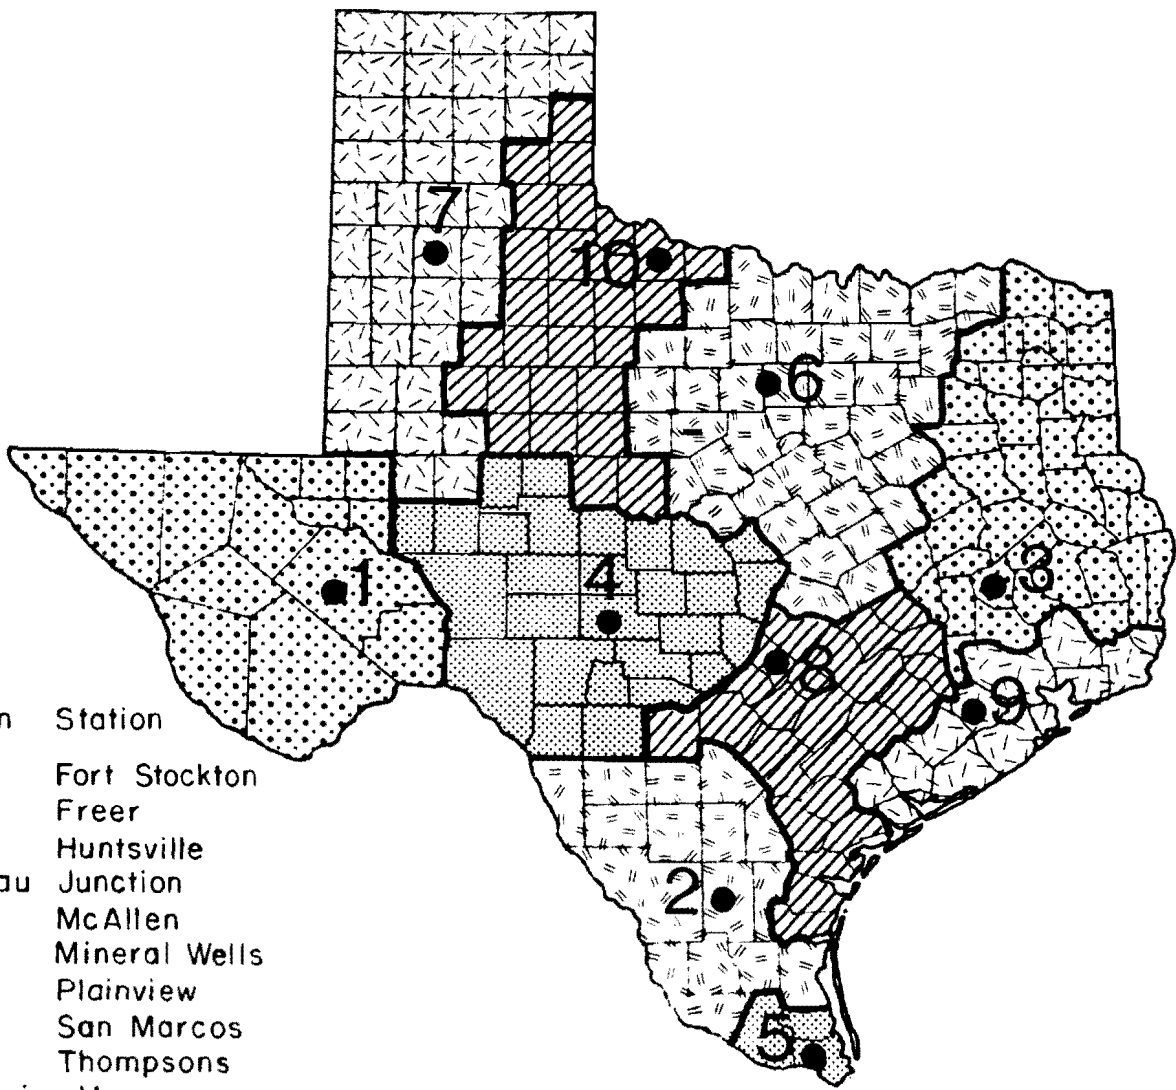 7
10
6
1
4
3
8
9
n Station
Fort Stockton
Freer
Huntsville
au Junction
McAllen
Mineral Wells
Plainview
San Marcos
Thompsons
2
5